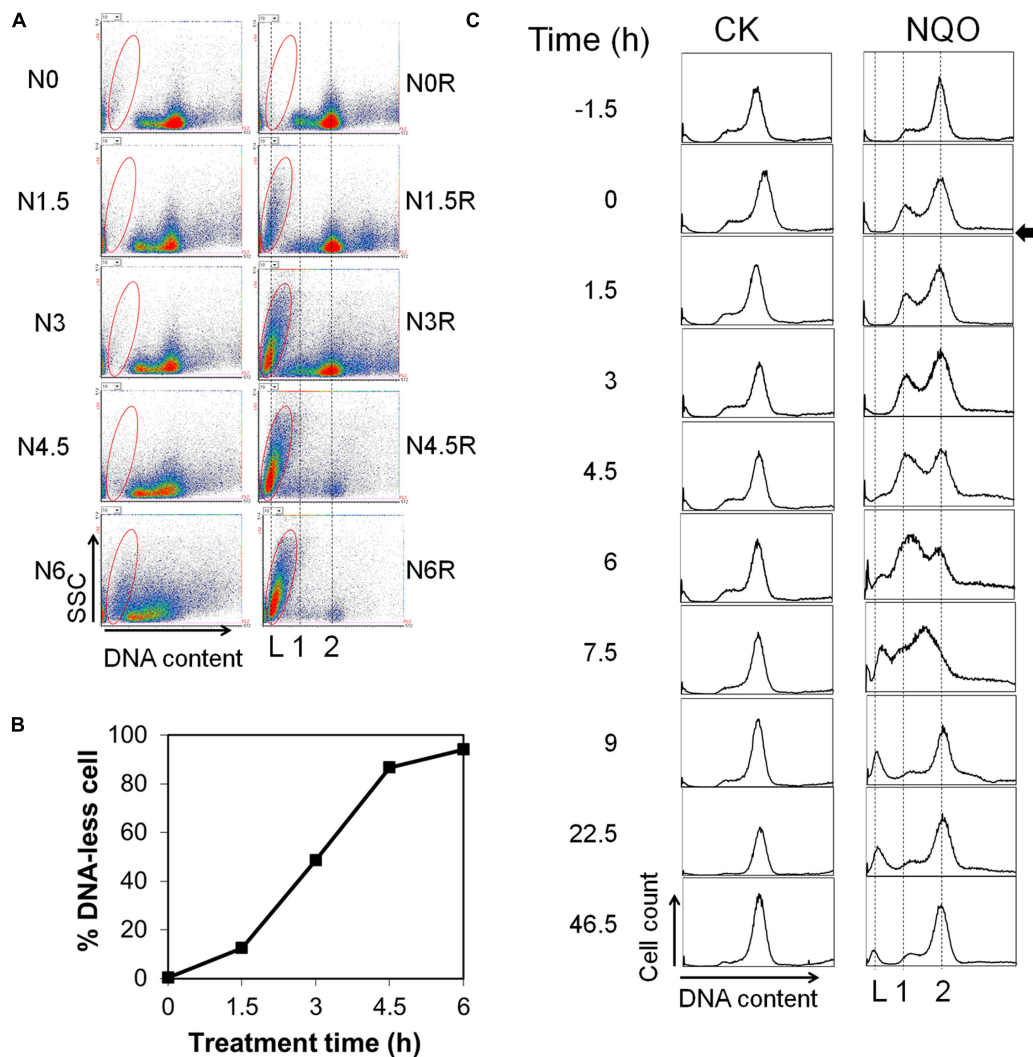 A
N0
N0R
N1.5
N1.5R
N3
N3R
N4.5
N4.5R
N6
N6R
SSC
DNA content
L 1 2
B
% DNA-less cell
100
80
60
40
20
0
0 1.5 3 4.5 6
Treatment time (h)
C
Time (h)
CK
NQO
-1.5
0
1.5
3
4.5
6
7.5
9
22.5
46.5
Cell count
DNA content
L 1 2